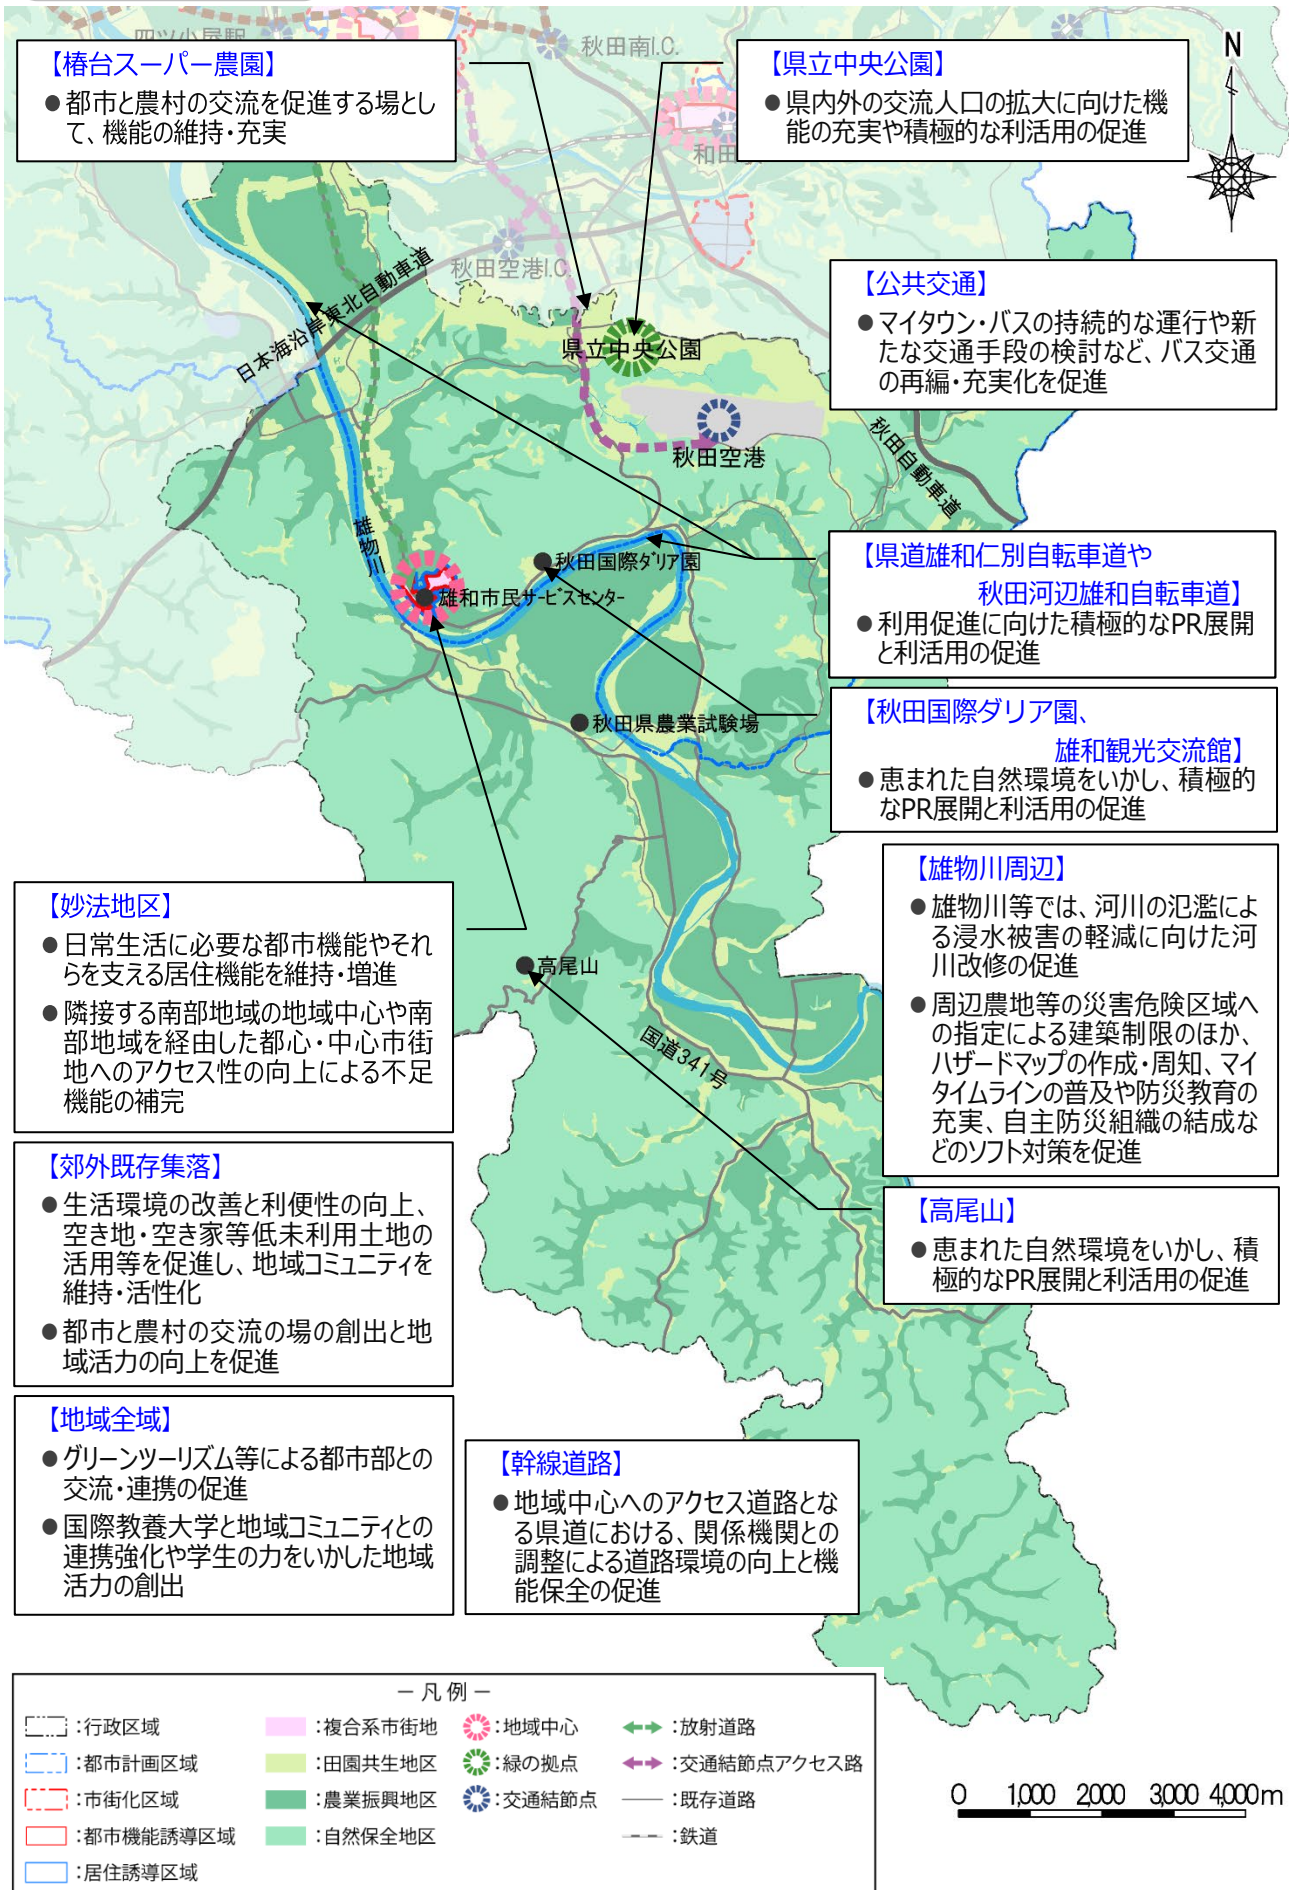 四ツ小屋駅
秋田南I.C.
【椿台スーパー農園】
●都市と農村の交流を促進する場とし
て、機能の維持・充実
【県立中央公園】
●県内外の交流人口の拡大に向けた機
能の充実や積極的な利活用の促進
N
和田
秋田空港I.C.
日本海沿岸東北自動車道
県立中央公園
秋田空港
秋田自動車道
【公共交通】
●マイタウン・バスの持続的な運行や新
たな交通手段の検討など、バス交通
の再編・充実化を促進
雄物川
秋田国際ダリア園
雄和市民サービスセンター
【県道雄和仁別自転車道や
秋田河辺雄和自転車道】
●利用促進に向けた積極的なPR展開
と利活用の促進
秋田県農業試験場
【秋田国際ダリア園、
雄和観光交流館】
●恵まれた自然環境をいかし、積極的
なPR展開と利活用の促進
【雄物川周辺】
●雄物川等では、河川の氾濫によ
る浸水被害の軽減に向けた河
川改修の促進
●周辺農地等の災害危険区域へ
の指定による建築制限のほか、
ハザードマップの作成・周知、マイ
タイムラインの普及や防災教育の
充実、自主防災組織の結成な
どのソフト対策を促進
【妙法地区】
●日常生活に必要な都市機能やそれ
らを支える居住機能を維持・増進
●隣接する南部地域の地域中心や南
部地域を経由した都心・中心市街
地へのアクセス性の向上による不足
機能の補完
高尾山
国道341号
【郊外既存集落】
●生活環境の改善と利便性の向上、
空き地・空き家等低未利用土地の
活用等を促進し、地域コミュニティを
維持・活性化
●都市と農村の交流の場の創出と地
域活力の向上を促進
【高尾山】
●恵まれた自然環境をいかし、積
極的なPR展開と利活用の促進
【地域全域】
●グリーンツーリズム等による都市部との
交流・連携の促進
●国際教養大学と地域コミュニティとの
連携強化や学生の力をいかした地域
活力の創出
【幹線道路】
●地域中心へのアクセス道路とな
る県道における、関係機関との
調整による道路環境の向上と機
能保全の促進
－凡例－
：行政区域
：都市計画区域
：市街化区域
：都市機能誘導区域
：居住誘導区域
：複合系市街地
：田園共生地区
：農業振興地区
：自然保全地区
：地域中心
：緑の拠点
：交通結節点
：放射道路
：交通結節点アクセス路
：既存道路
：鉄道
0 1,000 2,000 3,000 4,000m